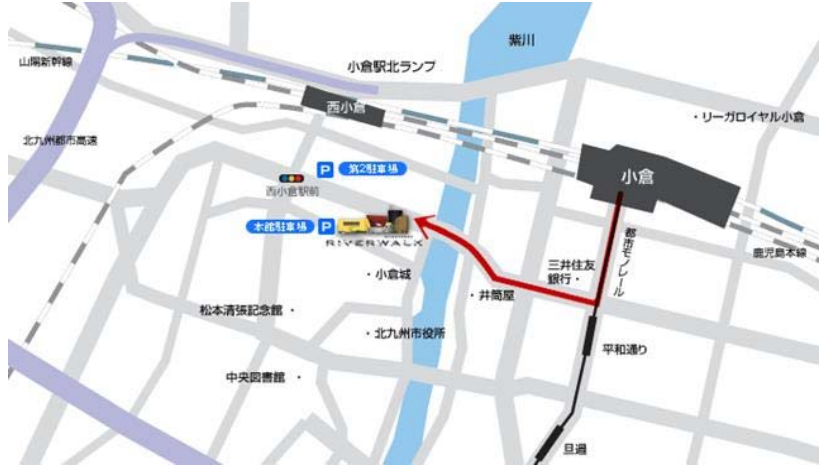 紫川
山陽新幹線
小倉駅北ランプ
西小倉
・リーガロイヤル小倉
北九州都市高速
小倉
P 第2駐車場
西小倉駅前
本館駐車場 P
RIVERWALK
都市モノレール
鹿児島本線
三井住友
銀行・
・小倉城
・井筒屋
松本清張記念館・
・北九州市役所
平和通り
中央図書館・
旦過